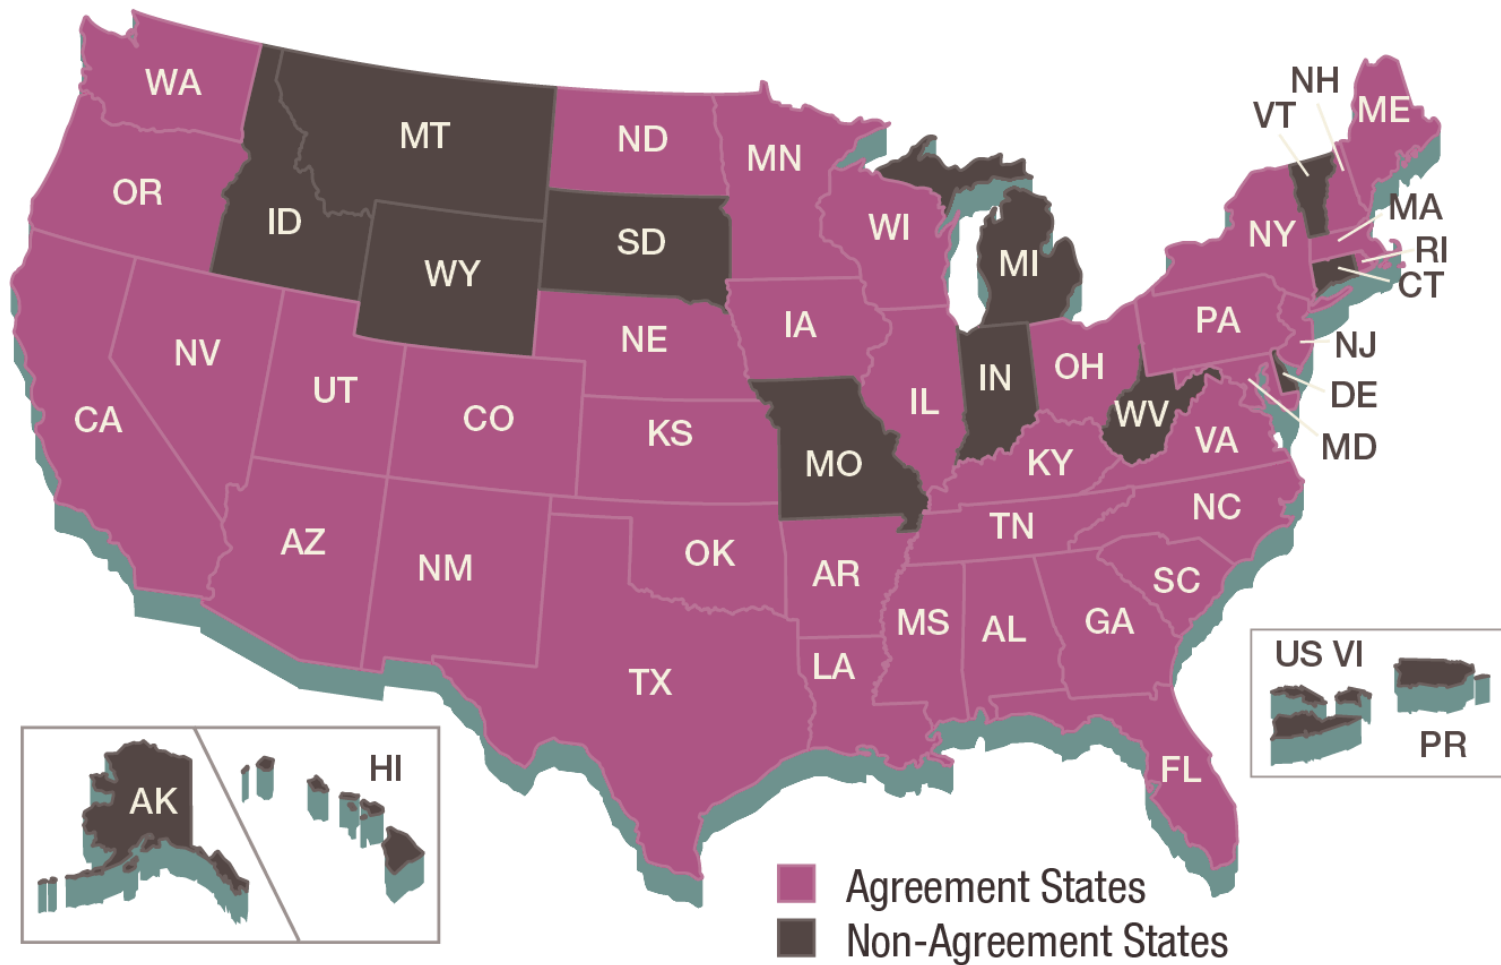 WA
OR
CA
NV
ID
MT
WY
UT
CO
AZ
NM
ND
SD
NE
KS
OK
TX
MN
IA
MO
AR
LA
WI
IL
MI
IN
OH
KY
TN
MS
AL
GA
FL
SC
NC
VA
WV
PA
NY
VT
NH
ME
MA
RI
CT
NJ
DE
MD
AK
HI
US VI
PR
Agreement States
Non-Agreement States